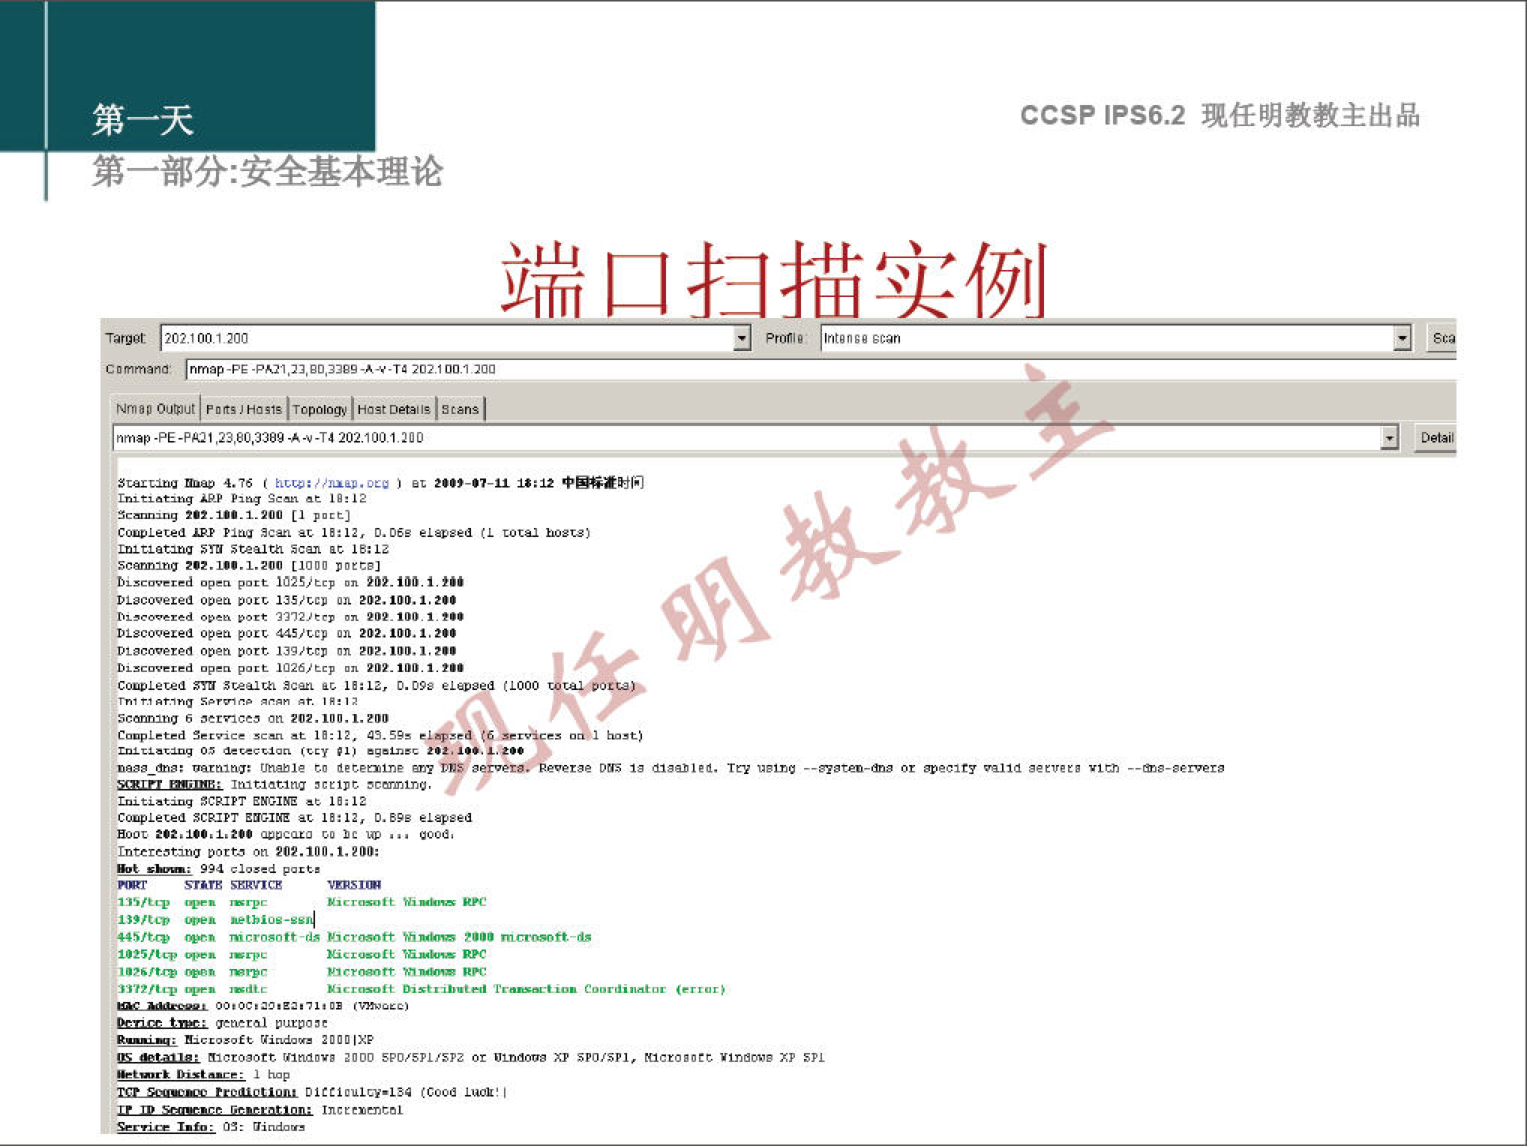 第一天
CCSP IPS6.2 现任明教教主出品
第一部分:安全基本理论
端口扫描实例
Target: 202.100.1.200 Profile: Intense scan Sca
Command: nmap -PE -PA21,23,80,3389 -A -v -T4 202.100.1.200
Nmap Output Ports / Hosts Topology Host Details Scans
nmap -PE -PA21,23,80,3389 -A -v -T4 202.100.1.200 Detail
Starting Nmap 4.76 ( http://nmap.org ) at 2009-07-11 18:12 中国标准时间
Initiating ARP Ping Scan at 18:12
Scanning 202.100.1.200 [1 port]
Completed ARP Ping Scan at 18:12, 0.06s elapsed (1 total hosts)
Initiating SYN Stealth Scan at 18:12
Scanning 202.100.1.200 [1000 ports]
Discovered open port 1025/tcp on 202.100.1.200
Discovered open port 135/tcp on 202.100.1.200
Discovered open port 3372/tcp on 202.100.1.200
Discovered open port 445/tcp on 202.100.1.200
Discovered open port 139/tcp on 202.100.1.200
Discovered open port 1026/tcp on 202.100.1.200
Completed SYN Stealth Scan at 18:12, 0.09s elapsed (1000 total ports)
Initiating Service scan at 18:12
Scanning 6 services on 202.100.1.200
Completed Service scan at 18:12, 43.59s elapsed (6 services on 1 host)
Initiating OS detection (try #1) against 202.100.1.200
mass_dns: warning: Unable to determine any DNS servers. Reverse DNS is disabled. Try using --system-dns or specify valid servers with --dns-servers
SCRIPT ENGINE: Initiating script scanning.
Initiating SCRIPT ENGINE at 18:12
Completed SCRIPT ENGINE at 18:12, 0.89s elapsed
Host 202.100.1.200 appears to be up ... good.
Interesting ports on 202.100.1.200:
Not shown: 994 closed ports
PORT STATE SERVICE VERSION
135/tcp open msrpc Microsoft Windows RPC
139/tcp open netbios-ssn
445/tcp open microsoft-ds Microsoft Windows 2000 microsoft-ds
1025/tcp open msrpc Microsoft Windows RPC
1026/tcp open msrpc Microsoft Windows RPC
3372/tcp open msdtc Microsoft Distributed Transaction Coordinator (error)
MAC Address: 00:0C:29:E2:71:0B (VMware)
Device type: general purpose
Running: Microsoft Windows 2000|XP
OS details: Microsoft Windows 2000 SP0/SP1/SP2 or Windows XP SP0/SP1, Microsoft Windows XP SP1
Network Distance: 1 hop
TCP Sequence Prediction: Difficulty=134 (Good luck!)
IP ID Sequence Generation: Incremental
Service Info: OS: Windows
现任明教教主